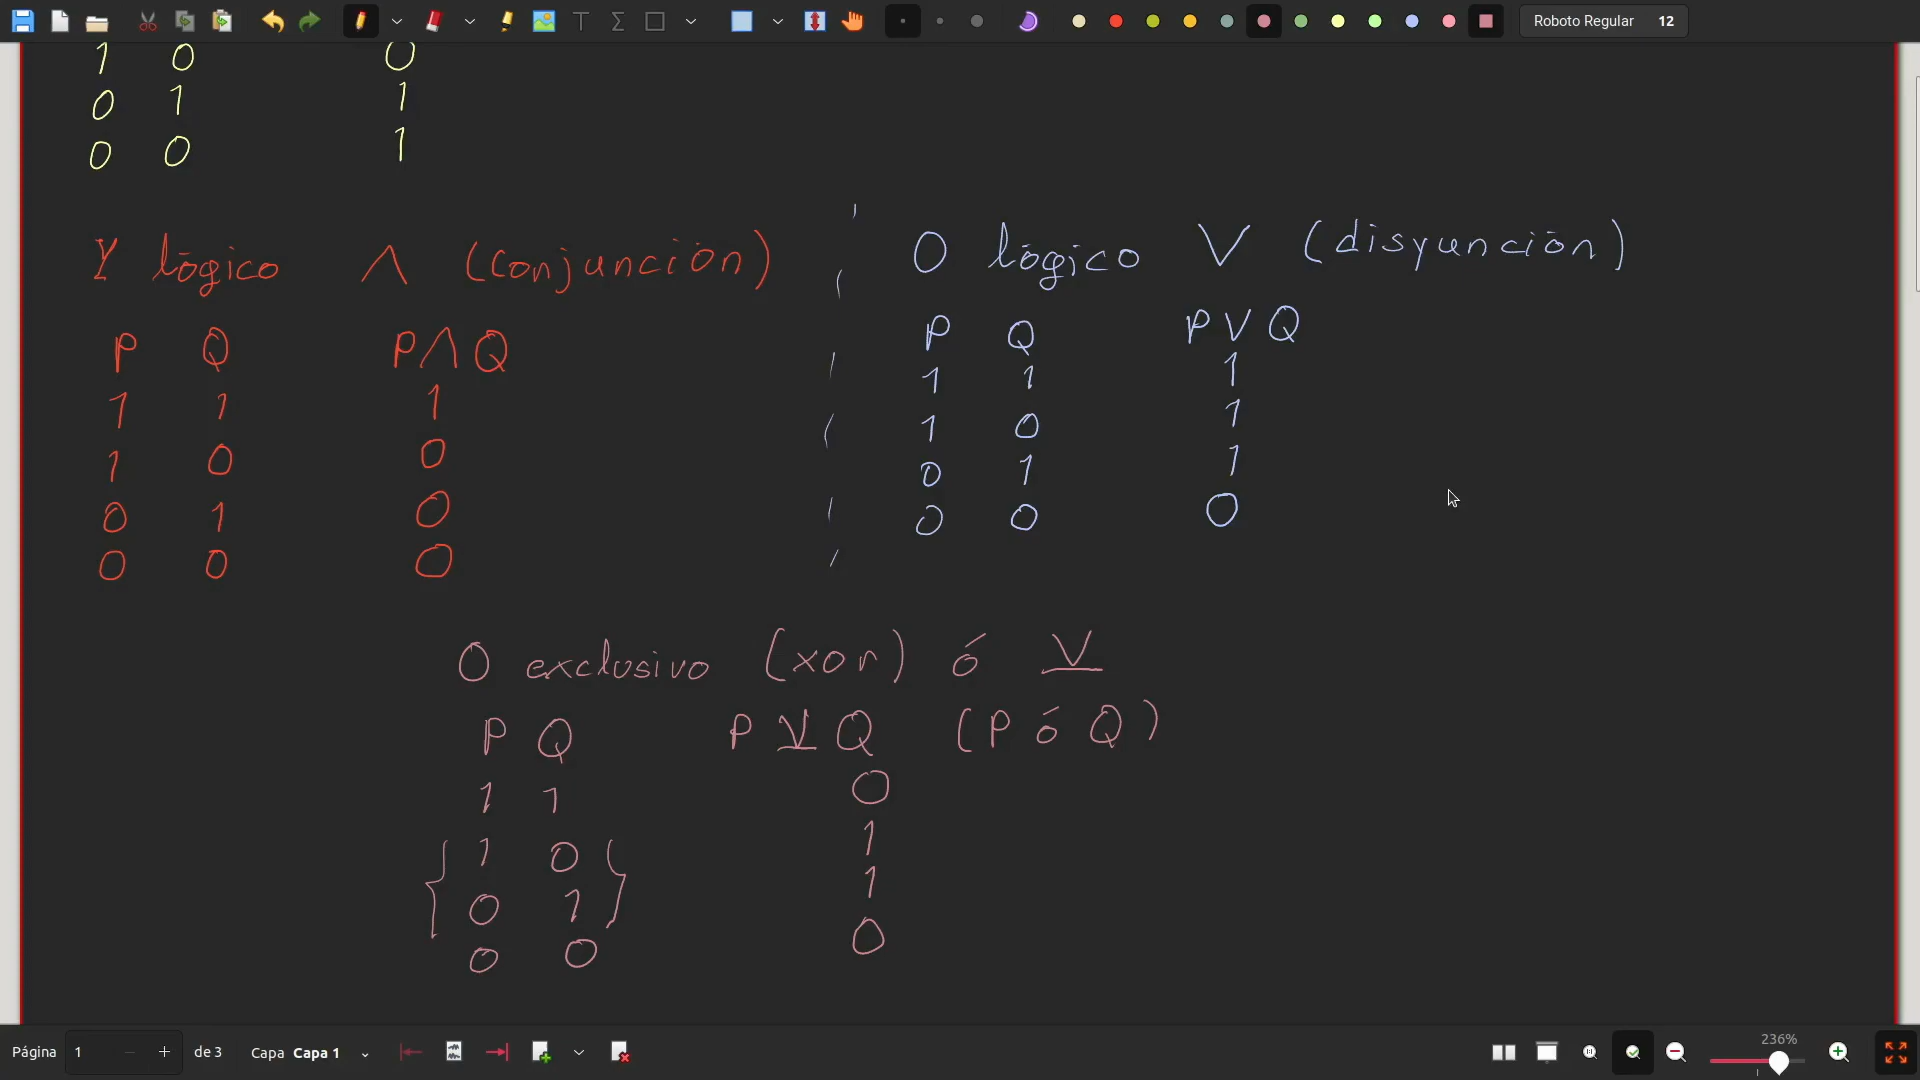 Roboto Regular 12
1 0 0
0 1 1
0 0 1
Y lógico ∧ (conjunción)
P Q P∧Q
1 1 1
1 0 0
0 1 0
0 0 0
O lógico ∨ (disyunción)
P Q P∨Q
1 1 1
1 0 1
0 1 1
0 0 0
O exclusivo (xor) ó ⊻
P Q P ⊻ Q (P ó Q)
1 1 0
1 0 1
0 1 1
0 0 0
Página 1 de 3 Capa Capa 1 236%